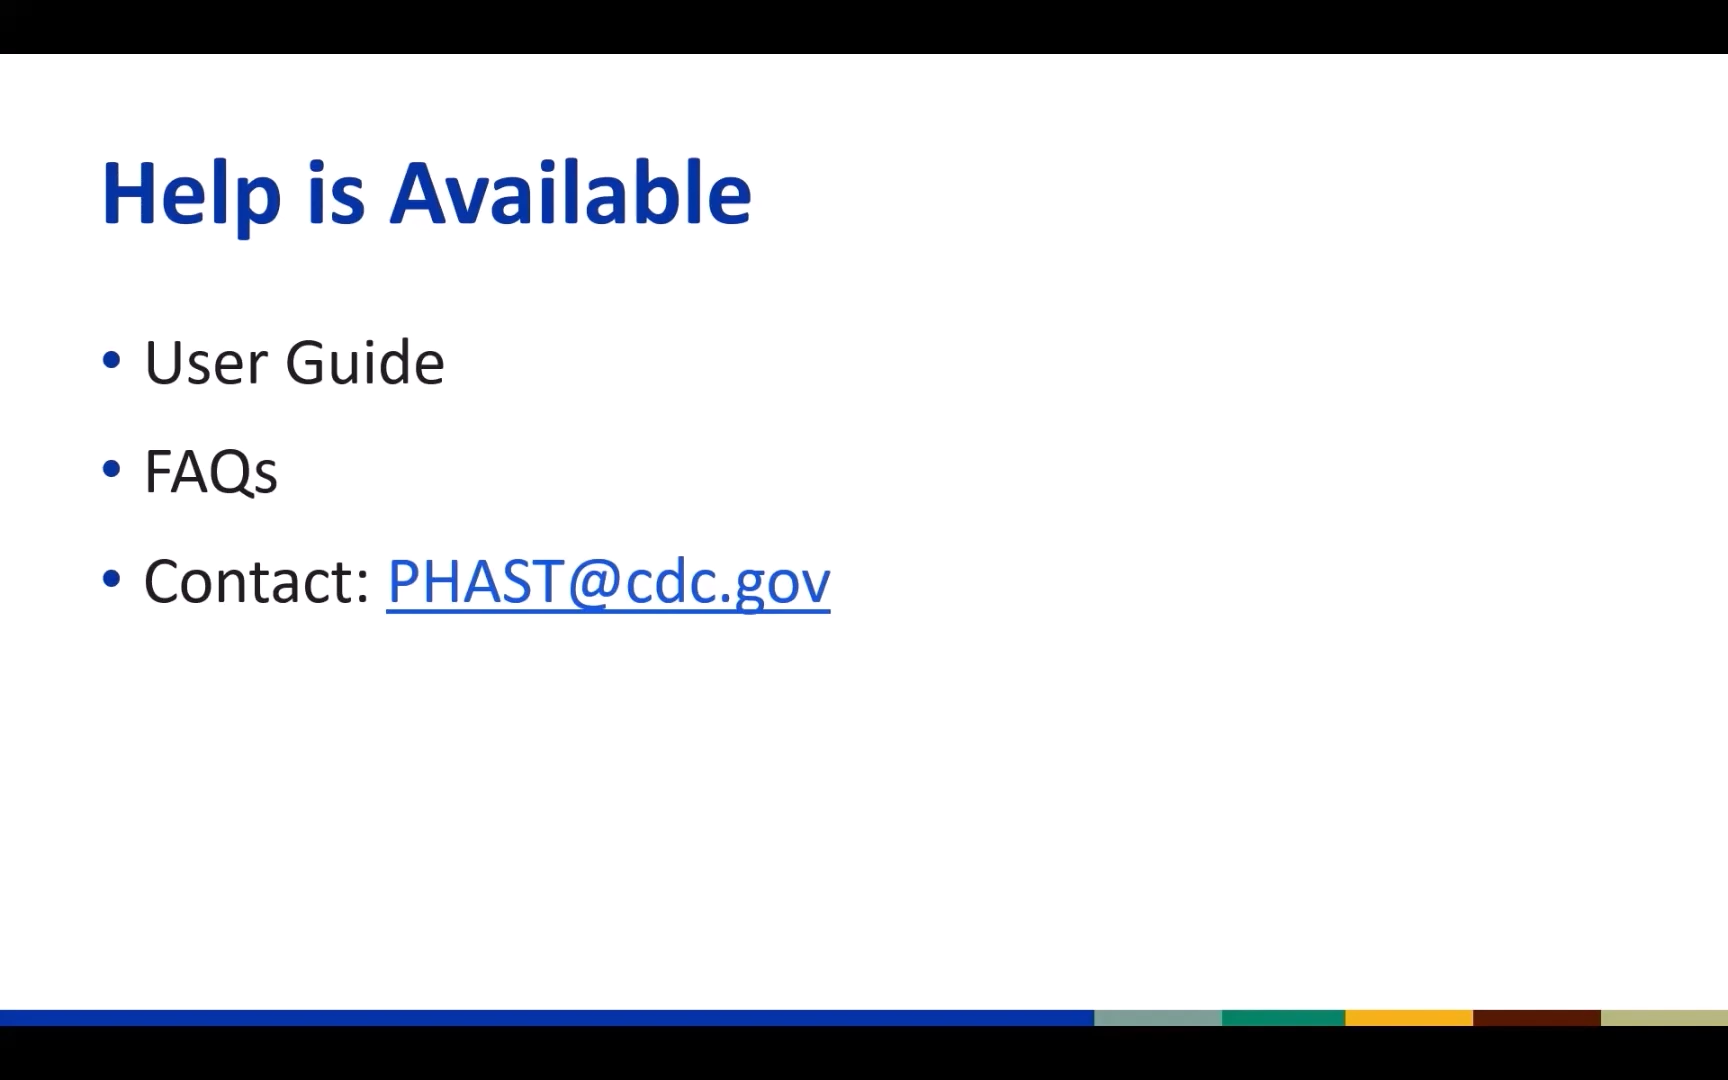 Help is Available
• User Guide
• FAQs
• Contact: PHAST@cdc.gov